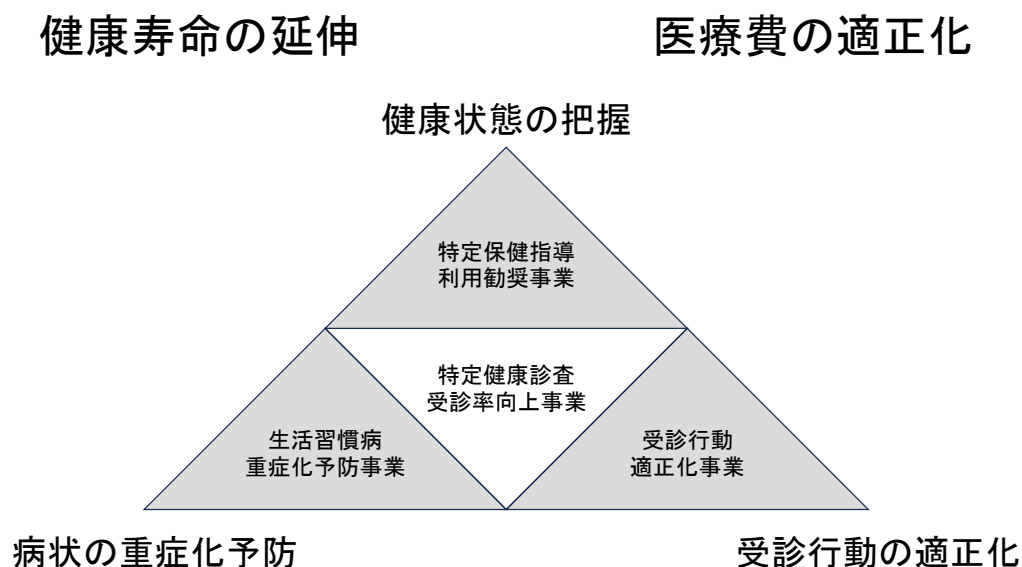 健康寿命の延伸
医療費の適正化
健康状態の把握
特定保健指導
利用勧奨事業
特定健康診査
受診率向上事業
生活習慣病
重症化予防事業
受診行動
適正化事業
病状の重症化予防
受診行動の適正化